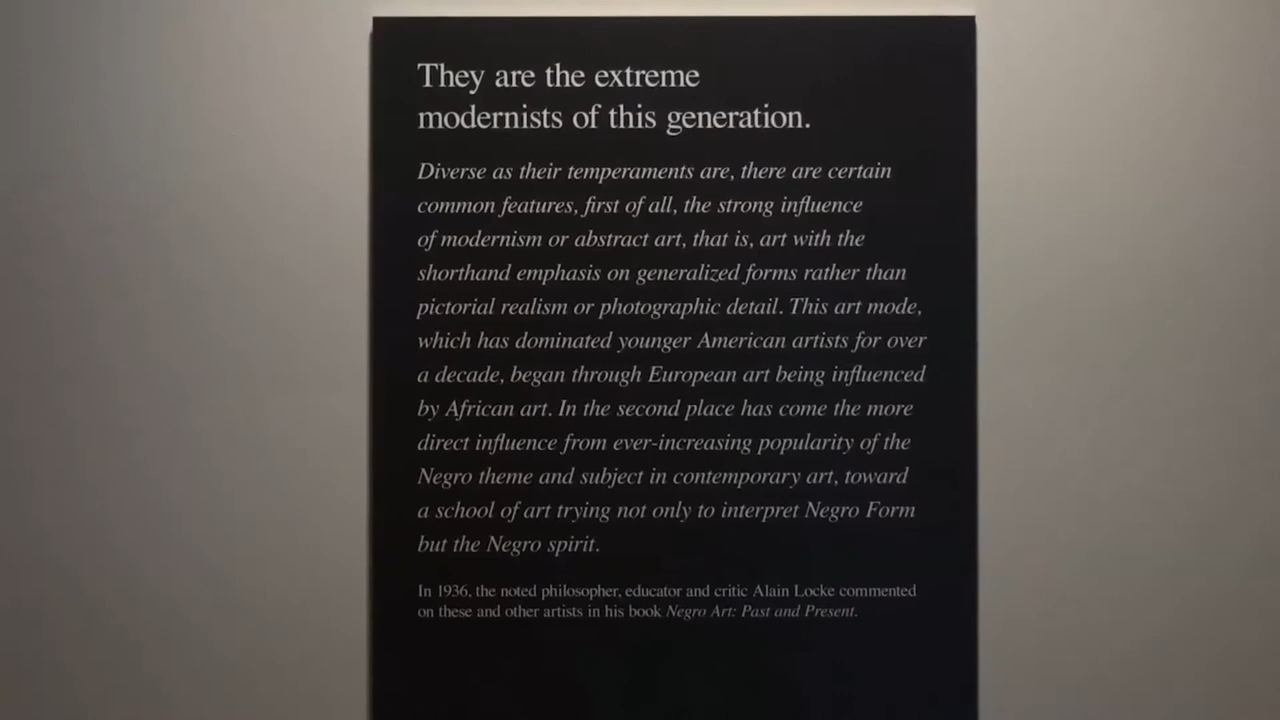 They are the extreme
modernists of this generation.
Diverse as their temperaments are, there are certain
common features, first of all, the strong influence
of modernism or abstract art, that is, art with the
shorthand emphasis on generalized forms rather than
pictorial realism or photographic detail. This art mode,
which has dominated younger American artists for over
a decade, began through European art being influenced
by African art. In the second place has come the more
direct influence from ever-increasing popularity of the
Negro theme and subject in contemporary art, toward
a school of art trying not only to interpret Negro Form
but the Negro spirit.
In 1936, the noted philosopher, educator and critic Alain Locke commented
on these and other artists in his book Negro Art: Past and Present.